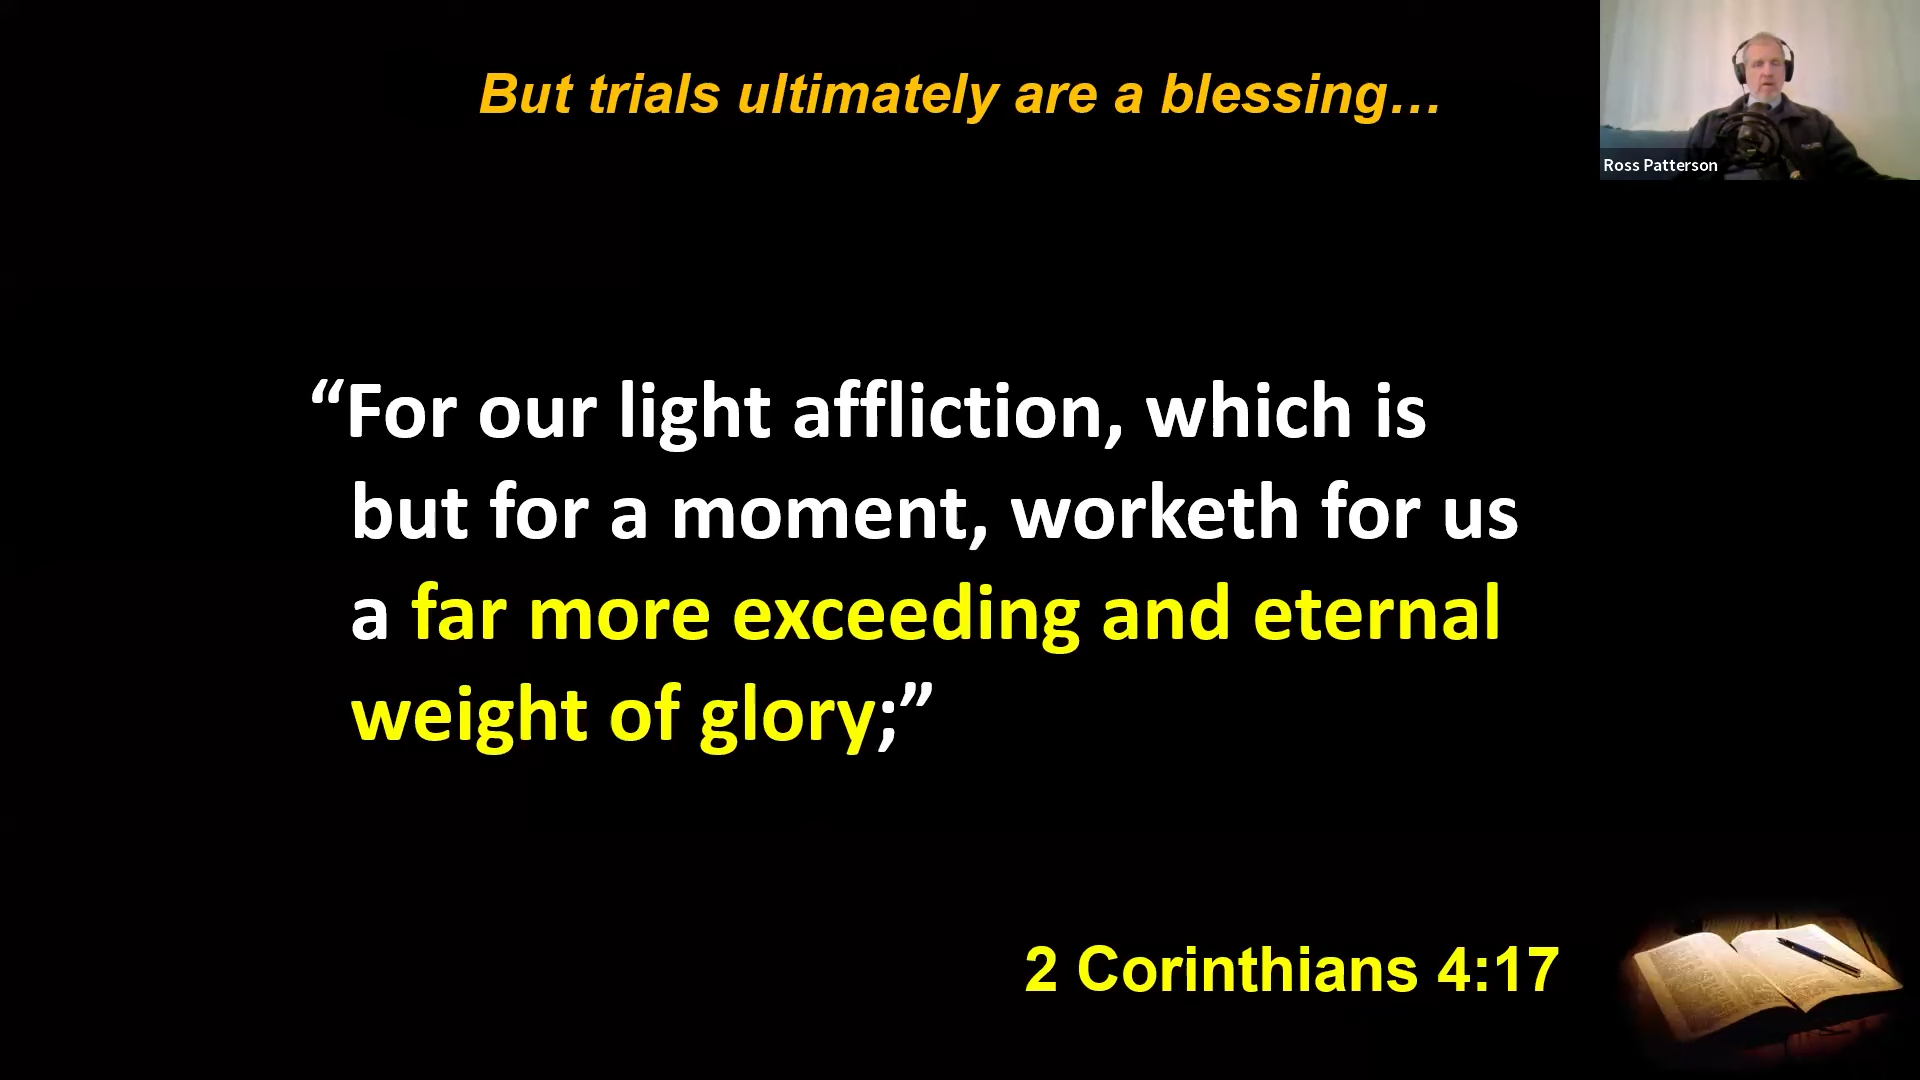 But trials ultimately are a blessing…
Ross Patterson
“For our light affliction, which is
but for a moment, worketh for us
a far more exceeding and eternal
weight of glory;”
2 Corinthians 4:17